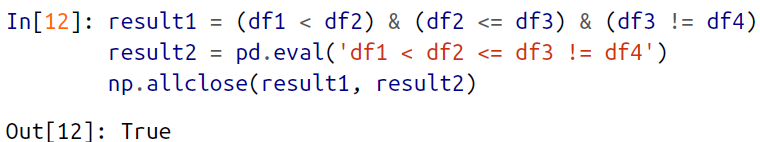 In[12]: result1 = (df1 < df2) & (df2 <= df3) & (df3 != df4)
result2 = pd.eval('df1 < df2 <= df3 != df4')
np.allclose(result1, result2)
Out[12]: True